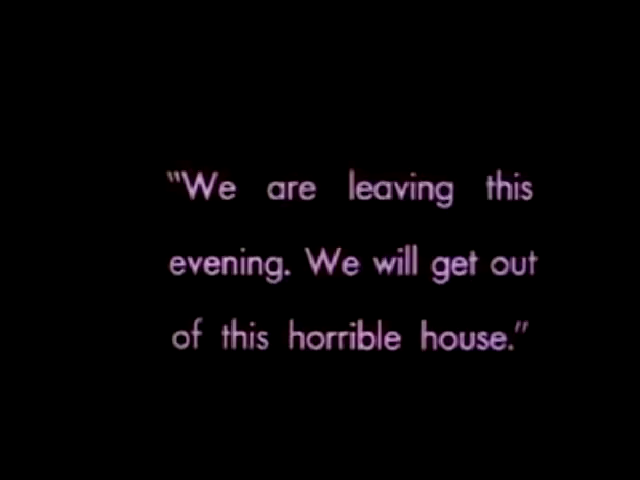 "We are leaving this
evening. We will get out
of this horrible house."